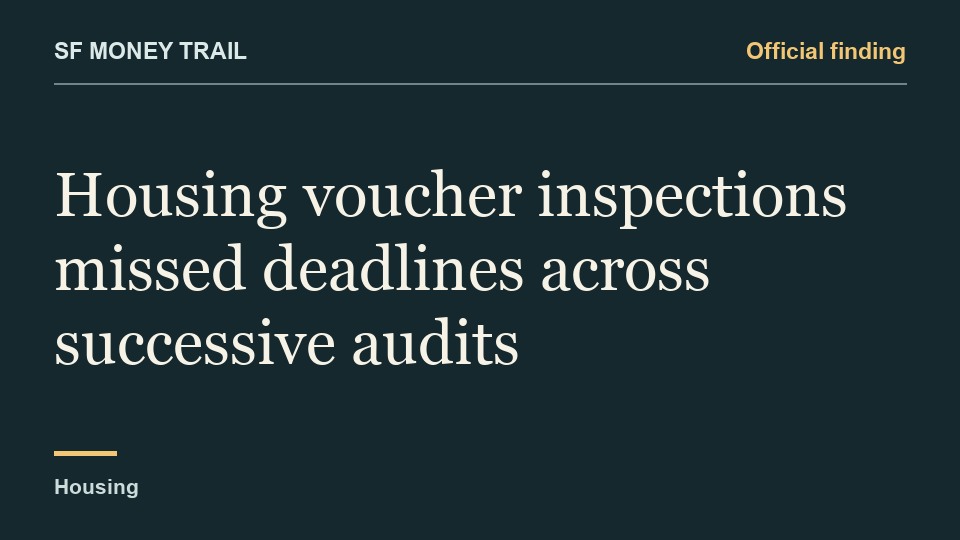 SF MONEY TRAIL
Official finding
Housing voucher inspections
missed deadlines across
successive audits
Housing